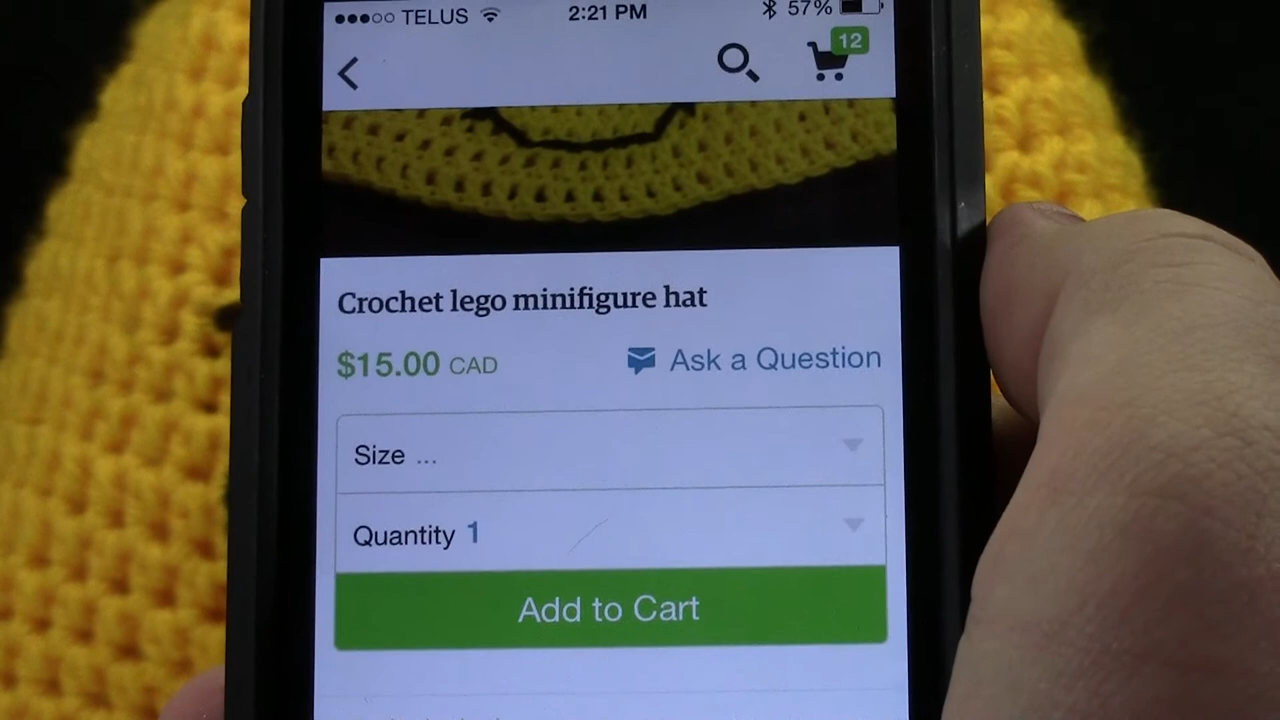 TELUS 2:21 PM 57%
12
Crochet lego minifigure hat
$15.00 CAD Ask a Question
Size ...
Quantity 1
Add to Cart